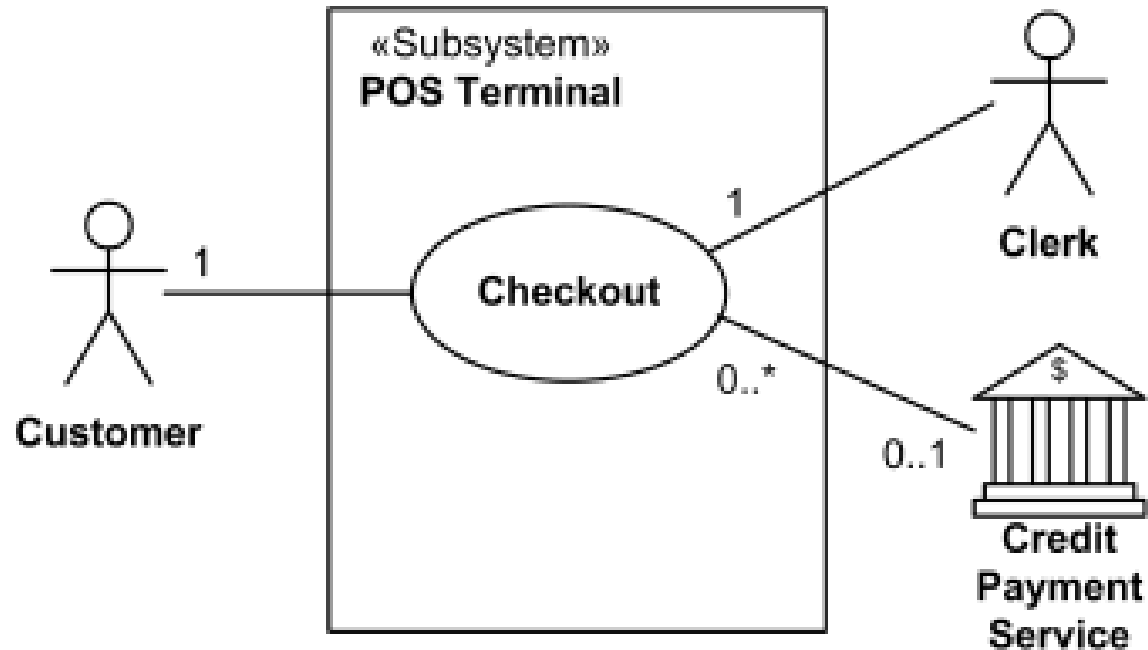 «Subsystem»
POS Terminal
1
Clerk
1
Checkout
Customer
0..*
$
0..1
Credit
Payment
Service